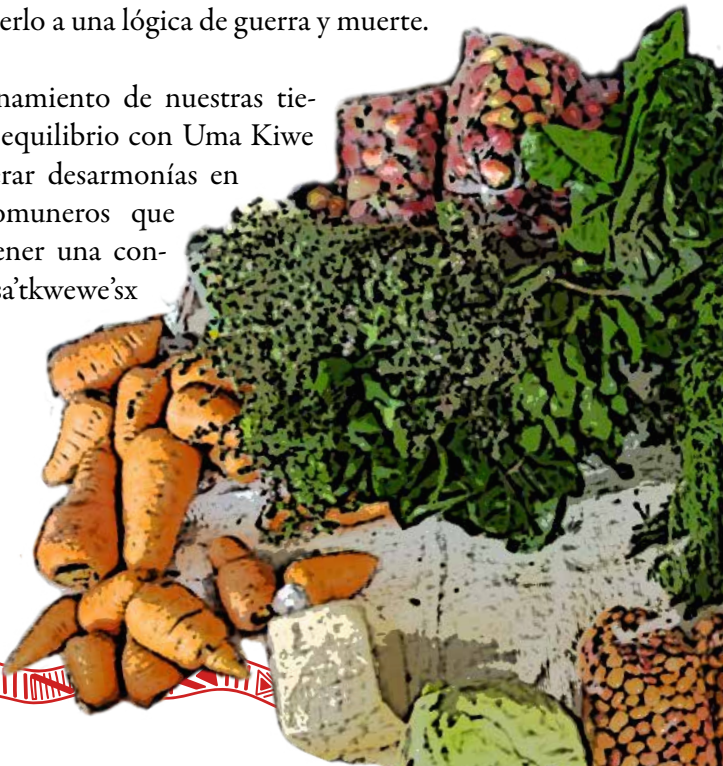 erlo a una lógica de guerra y muerte.
namiento de nuestras tie-
equilibrio con Uma Kiwe
rar desarmonías en
omuneros que
ener una con-
sa'tkwewe'sx